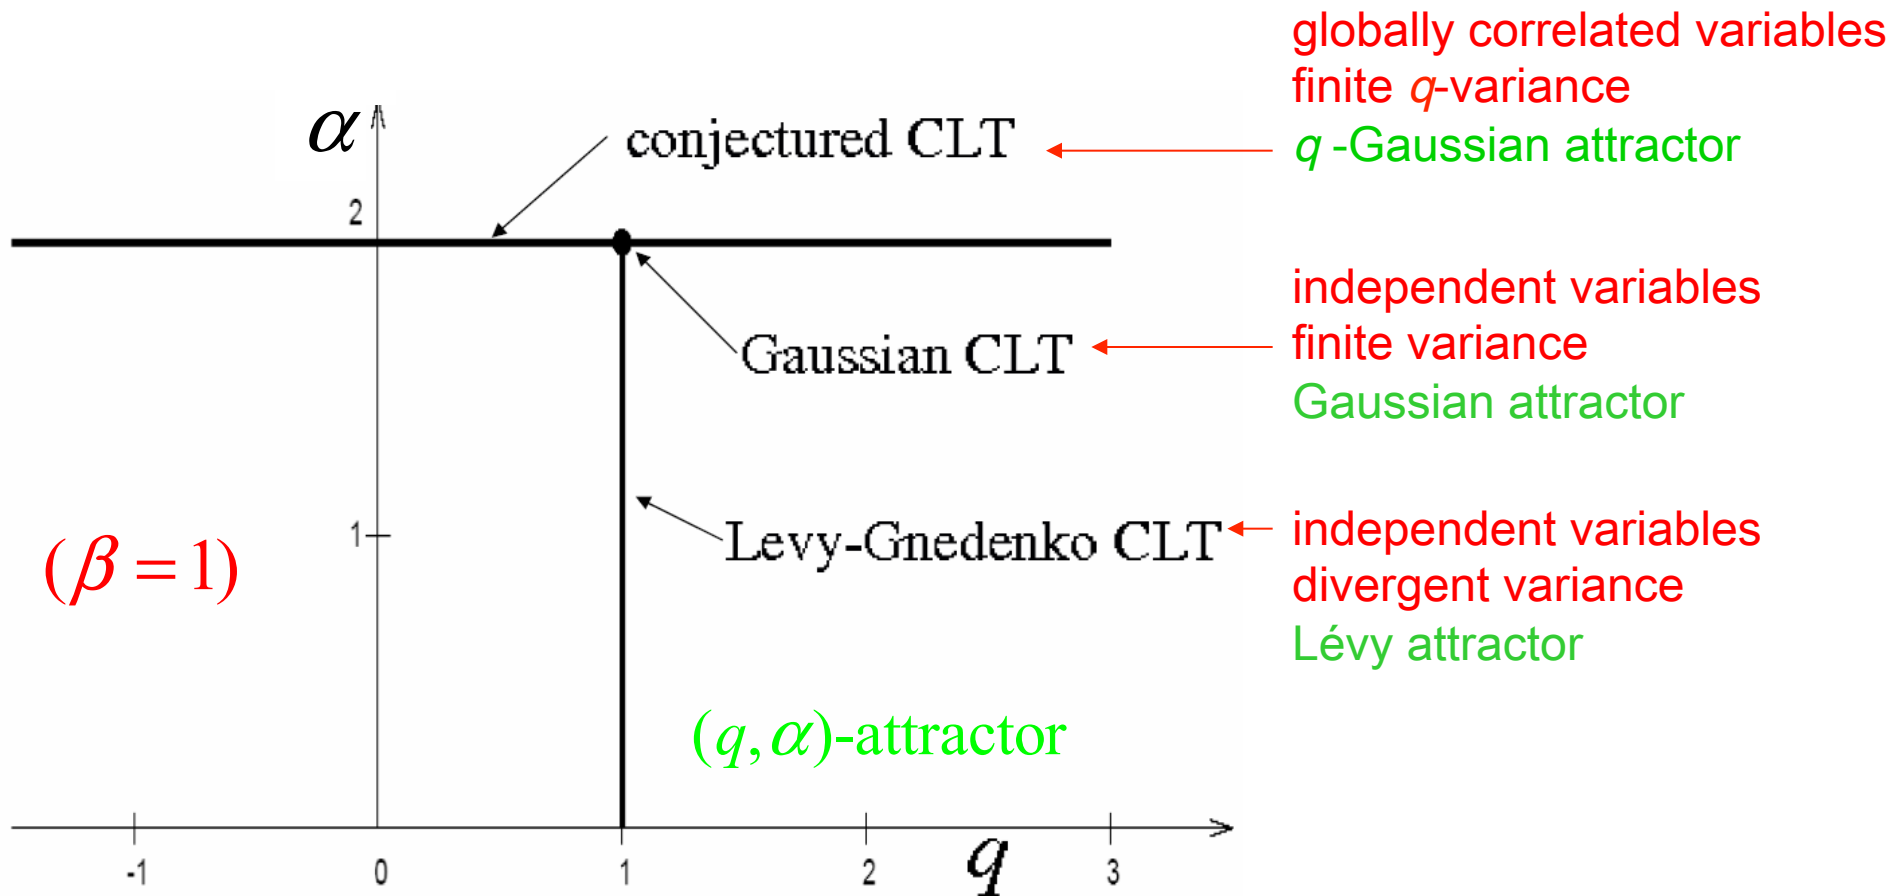 globally correlated variables
finite q-variance
q -Gaussian attractor
α
conjectured CLT
2
independent variables
finite variance
Gaussian attractor
Gaussian CLT
1
Levy-Gnedenko CLT
independent variables
divergent variance
Lévy attractor
(β = 1)
(q, α)-attractor
-1
0
1
2
q
3